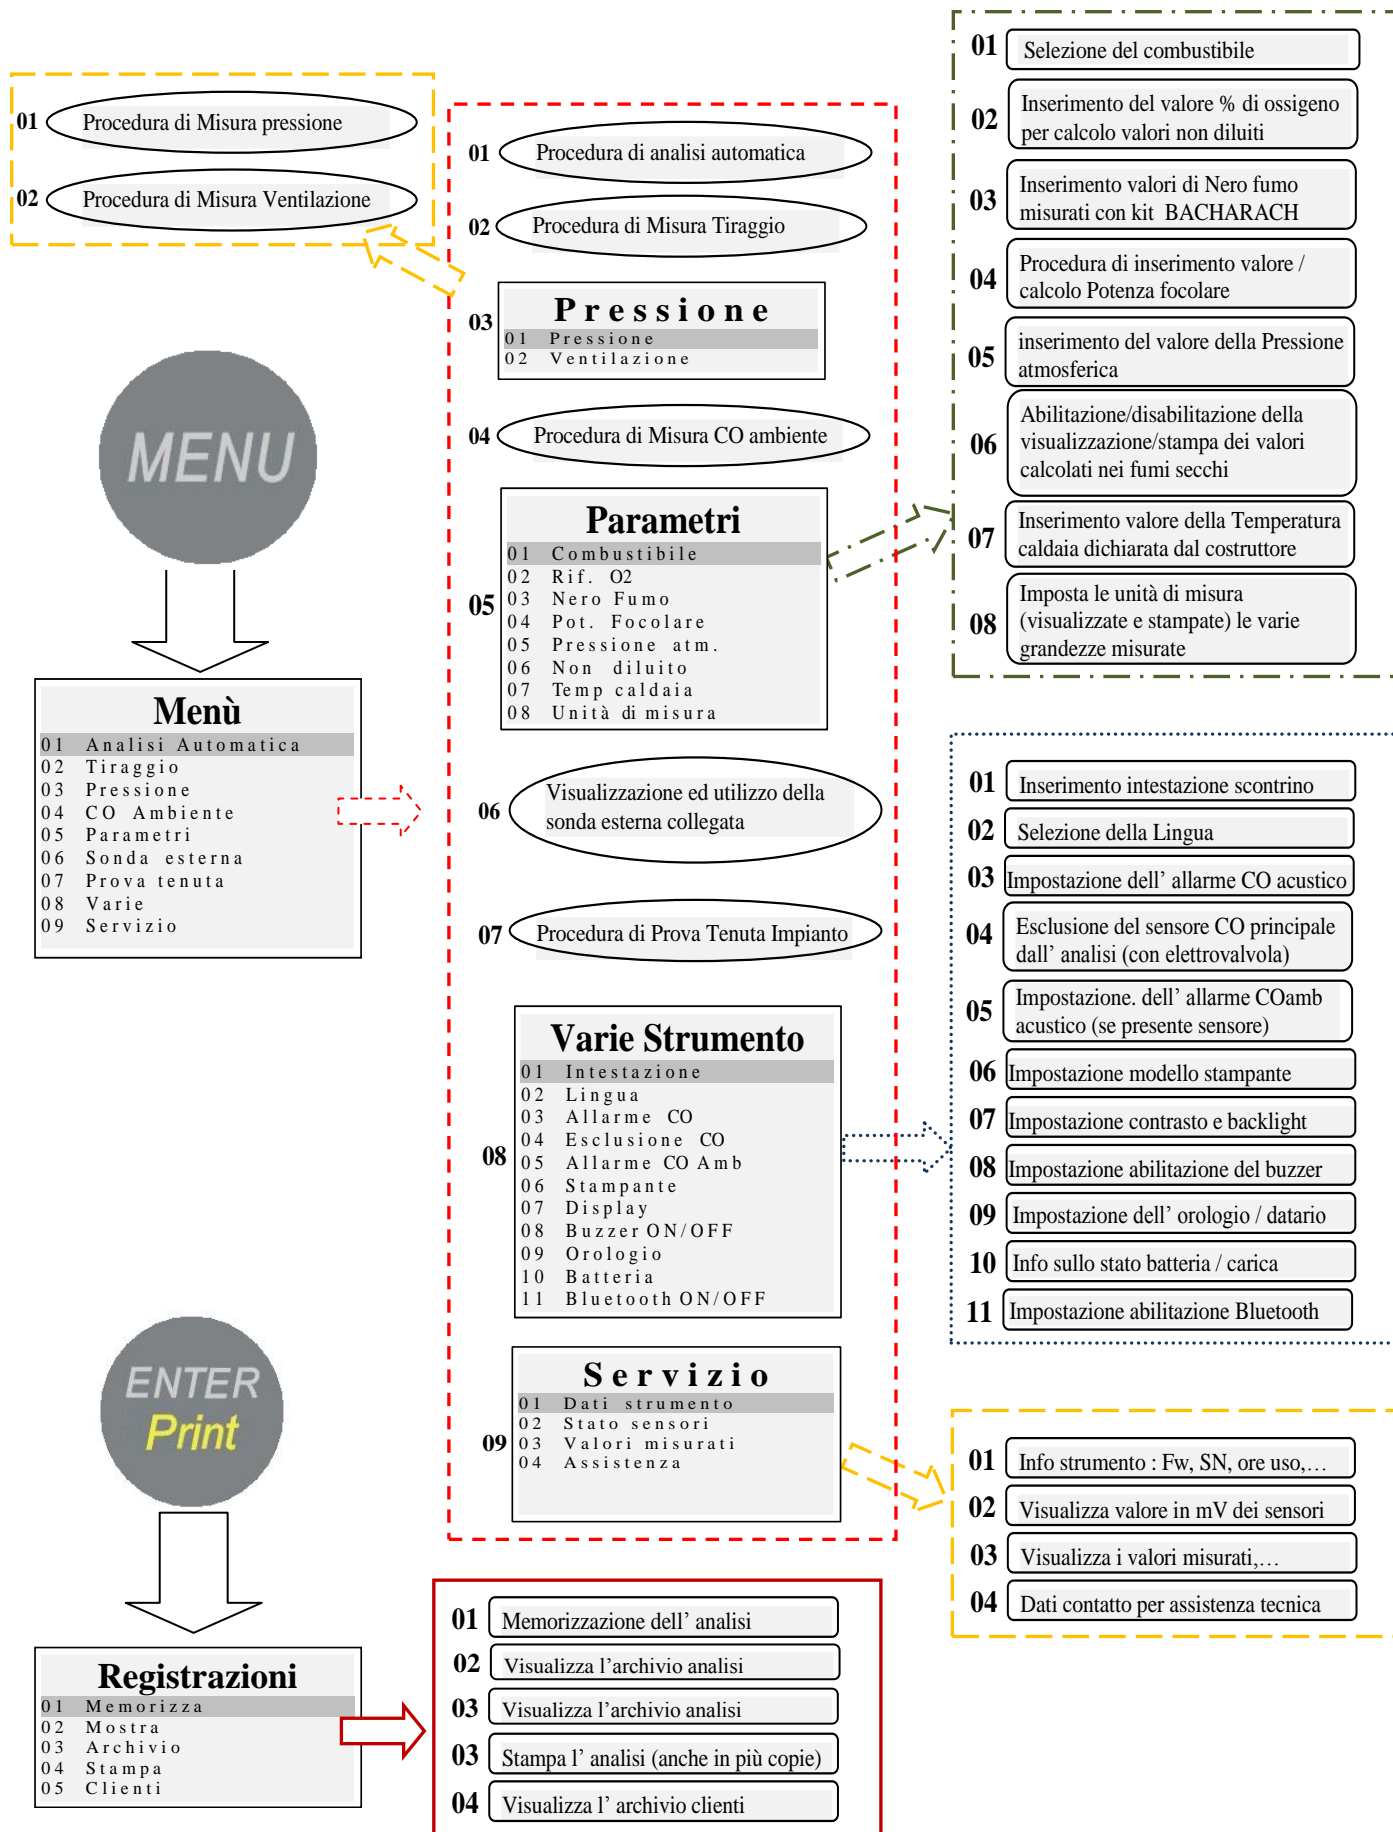 01 Procedura di Misura pressione
02 Procedura di Misura Ventilazione
MENU
Menù
01 Analisi Automatica
02 Tiraggio
03 Pressione
04 CO Ambiente
05 Parametri
06 Sonda esterna
07 Prova tenuta
08 Varie
09 Servizio
ENTER
Print
Registrazioni
01 Memorizza
02 Mostra
03 Archivio
04 Stampa
05 Clienti
01 Procedura di analisi automatica
02 Procedura di Misura Tiraggio
03
Pressione
01 Pressione
02 Ventilazione
04 Procedura di Misura CO ambiente
05
Parametri
01 Combustibile
02 Rif. O2
03 Nero Fumo
04 Pot. Focolare
05 Pressione atm.
06 Non diluito
07 Temp caldaia
08 Unità di misura
06
Visualizzazione ed utilizzo della
sonda esterna collegata
07 Procedura di Prova Tenuta Impianto
08
Varie Strumento
01 Intestazione
02 Lingua
03 Allarme CO
04 Esclusione CO
05 Allarme CO Amb
06 Stampante
07 Display
08 Buzzer ON/OFF
09 Orologio
10 Batteria
11 Bluetooth ON/OFF
09
Servizio
01 Dati strumento
02 Stato sensori
03 Valori misurati
04 Assistenza
01 Memorizzazione dell' analisi
02 Visualizza l'archivio analisi
03 Visualizza l'archivio analisi
03 Stampa l' analisi (anche in più copie)
04 Visualizza l' archivio clienti
01 Selezione del combustibile
02
Inserimento del valore % di ossigeno
per calcolo valori non diluiti
03
Inserimento valori di Nero fumo
misurati con kit BACHARACH
04
Procedura di inserimento valore /
calcolo Potenza focolare
05
inserimento del valore della Pressione
atmosferica
06
Abilitazione/disabilitazione della
visualizzazione/stampa dei valori
calcolati nei fumi secchi
07
Inserimento valore della Temperatura
caldaia dichiarata dal costruttore
08
Imposta le unità di misura
(visualizzate e stampate) le varie
grandezze misurate
01 Inserimento intestazione scontrino
02 Selezione della Lingua
03 Impostazione dell' allarme CO acustico
04
Esclusione del sensore CO principale
dall' analisi (con elettrovalvola)
05
Impostazione. dell' allarme COamb
acustico (se presente sensore)
06 Impostazione modello stampante
07 Impostazione contrasto e backlight
08 Impostazione abilitazione del buzzer
09 Impostazione dell' orologio / datario
10 Info sullo stato batteria / carica
11 Impostazione abilitazione Bluetooth
01 Info strumento : Fw, SN, ore uso,…
02 Visualizza valore in mV dei sensori
03 Visualizza i valori misurati,…
04 Dati contatto per assistenza tecnica